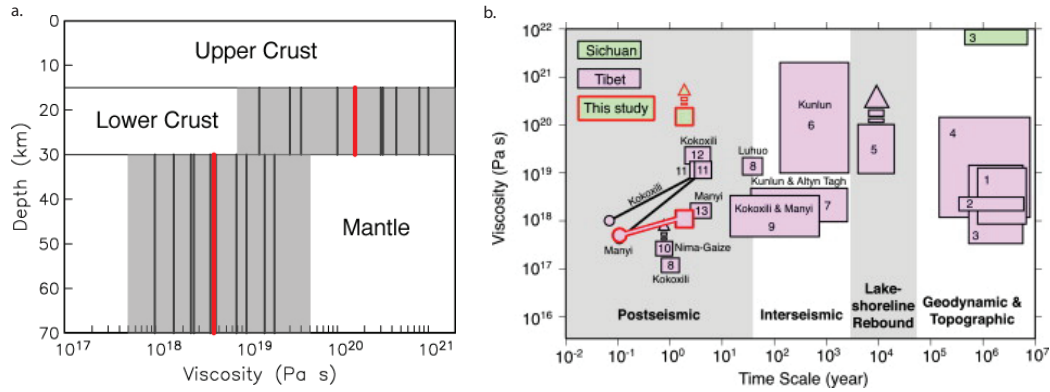 a.
0
10
20
30
40
50
60
70
Depth (km)
Upper Crust
Lower Crust
Mantle
10^17
10^18
10^19
10^20
10^21
Viscosity (Pa s)
b.
10^22
10^21
10^20
10^19
10^18
10^17
10^16
Viscosity (Pa s)
Sichuan
Tibet
This study
3
Kunlun
6
5
4
Kokoxili
12
11
11
Luhuo
8
Kunlun & Altyn Tagh
7
Kokoxili & Manyi
9
Kokoxili
Manyi
13
Manyi
10
Nima-Gaize
8
Kokoxili
1
2
3
Postseismic
Interseismic
Lake-
shoreline
Rebound
Geodynamic &
Topographic
10^-2
10^-1
10^0
10^1
10^2
10^3
10^4
10^5
10^6
10^7
Time Scale (year)